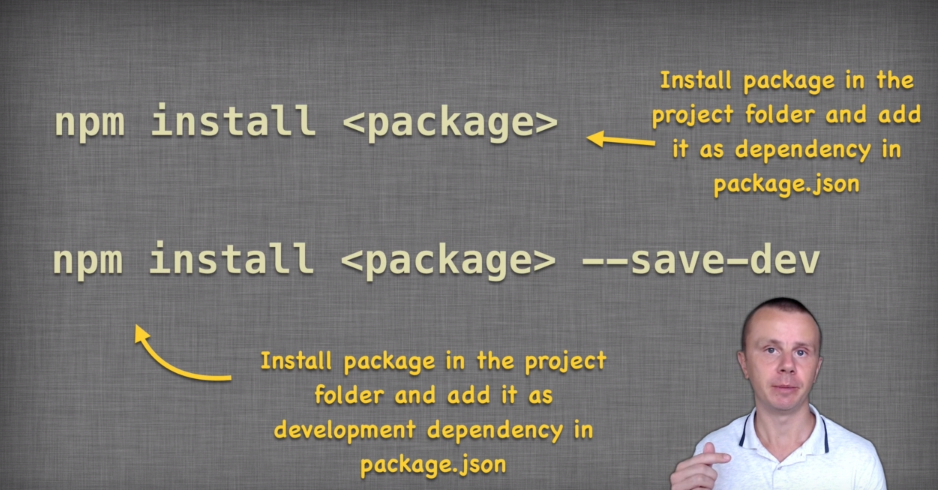 npm install <package>
Install package in the
project folder and add
it as dependency in
package.json
npm install <package> --save-dev
Install package in the project
folder and add it as
development dependency in
package.json